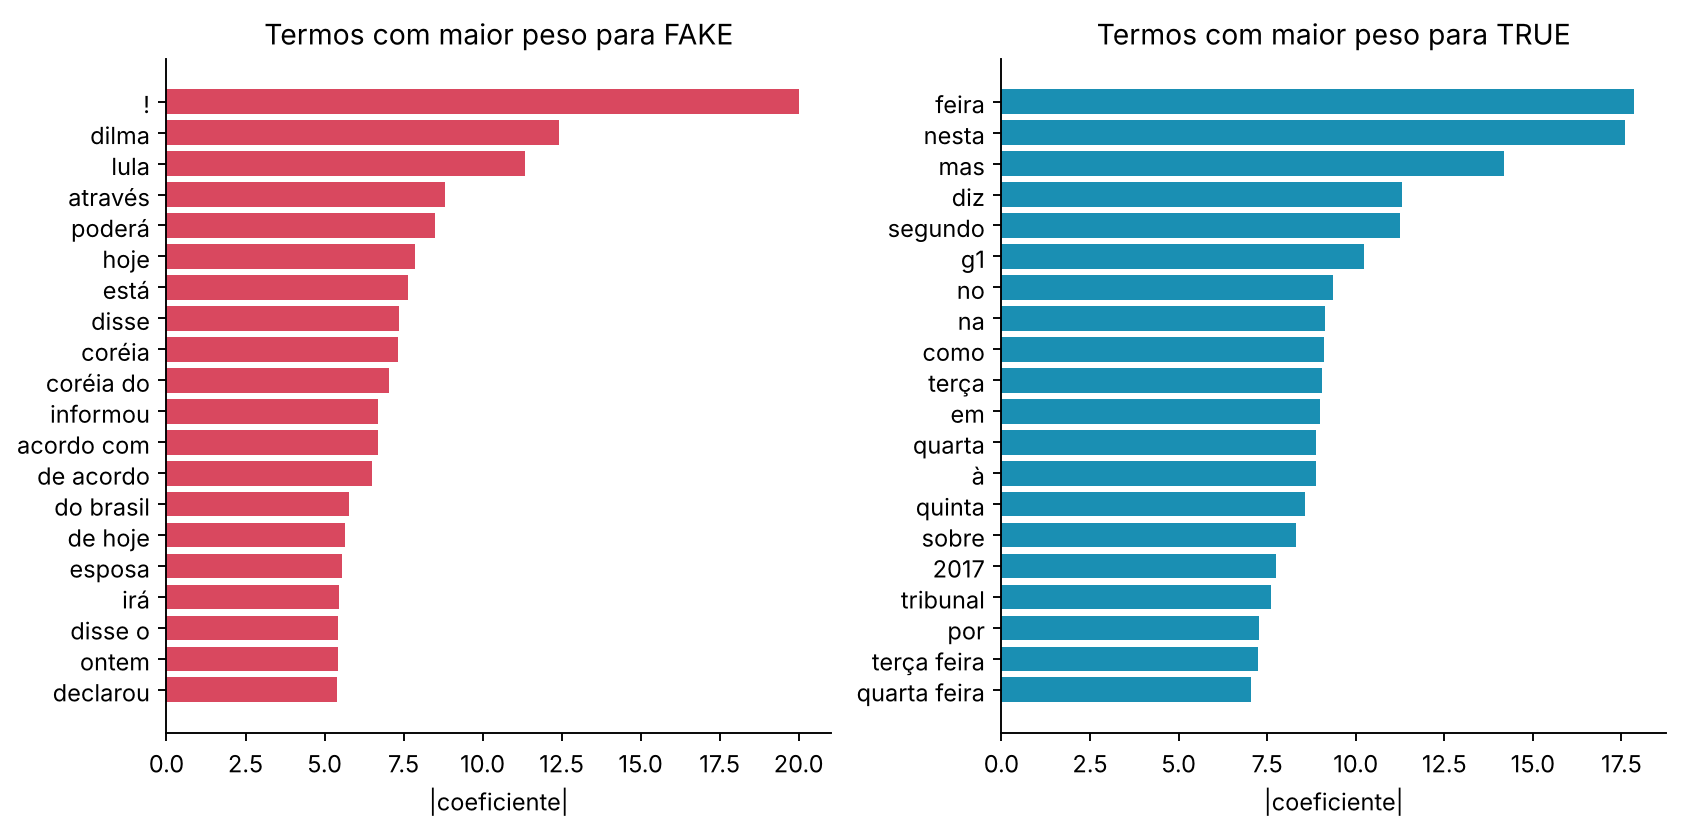 Termos com maior peso para FAKE
!
dilma
lula
através
poderá
hoje
está
disse
coréia
coréia do
informou
acordo com
de acordo
do brasil
de hoje
esposa
irá
disse o
ontem
declarou
0.0 2.5 5.0 7.5 10.0 12.5 15.0 17.5 20.0
|coeficiente|
Termos com maior peso para TRUE
feira
nesta
mas
diz
segundo
g1
no
na
como
terça
em
quarta
à
quinta
sobre
2017
tribunal
por
terça feira
quarta feira
0.0 2.5 5.0 7.5 10.0 12.5 15.0 17.5
|coeficiente|